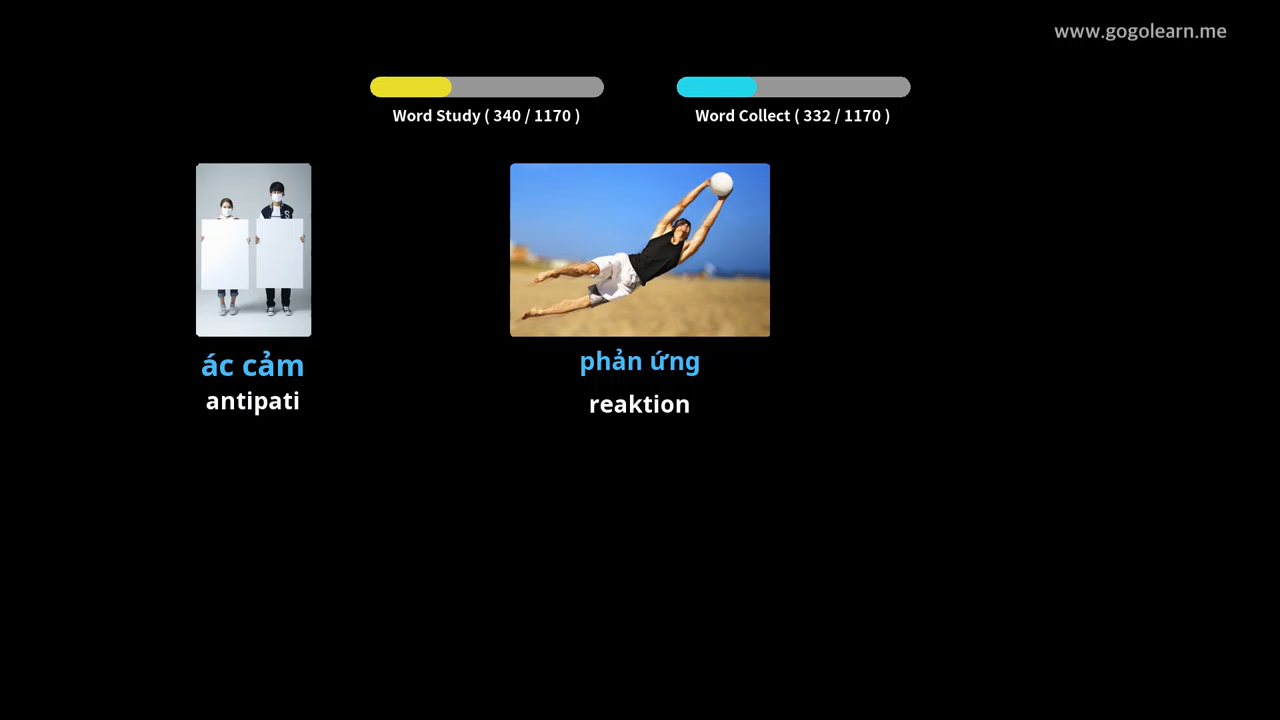 www.gogolearn.me
Word Study ( 340 / 1170 )
Word Collect ( 332 / 1170 )
ác cảm
antipati
phản ứng
reaktion